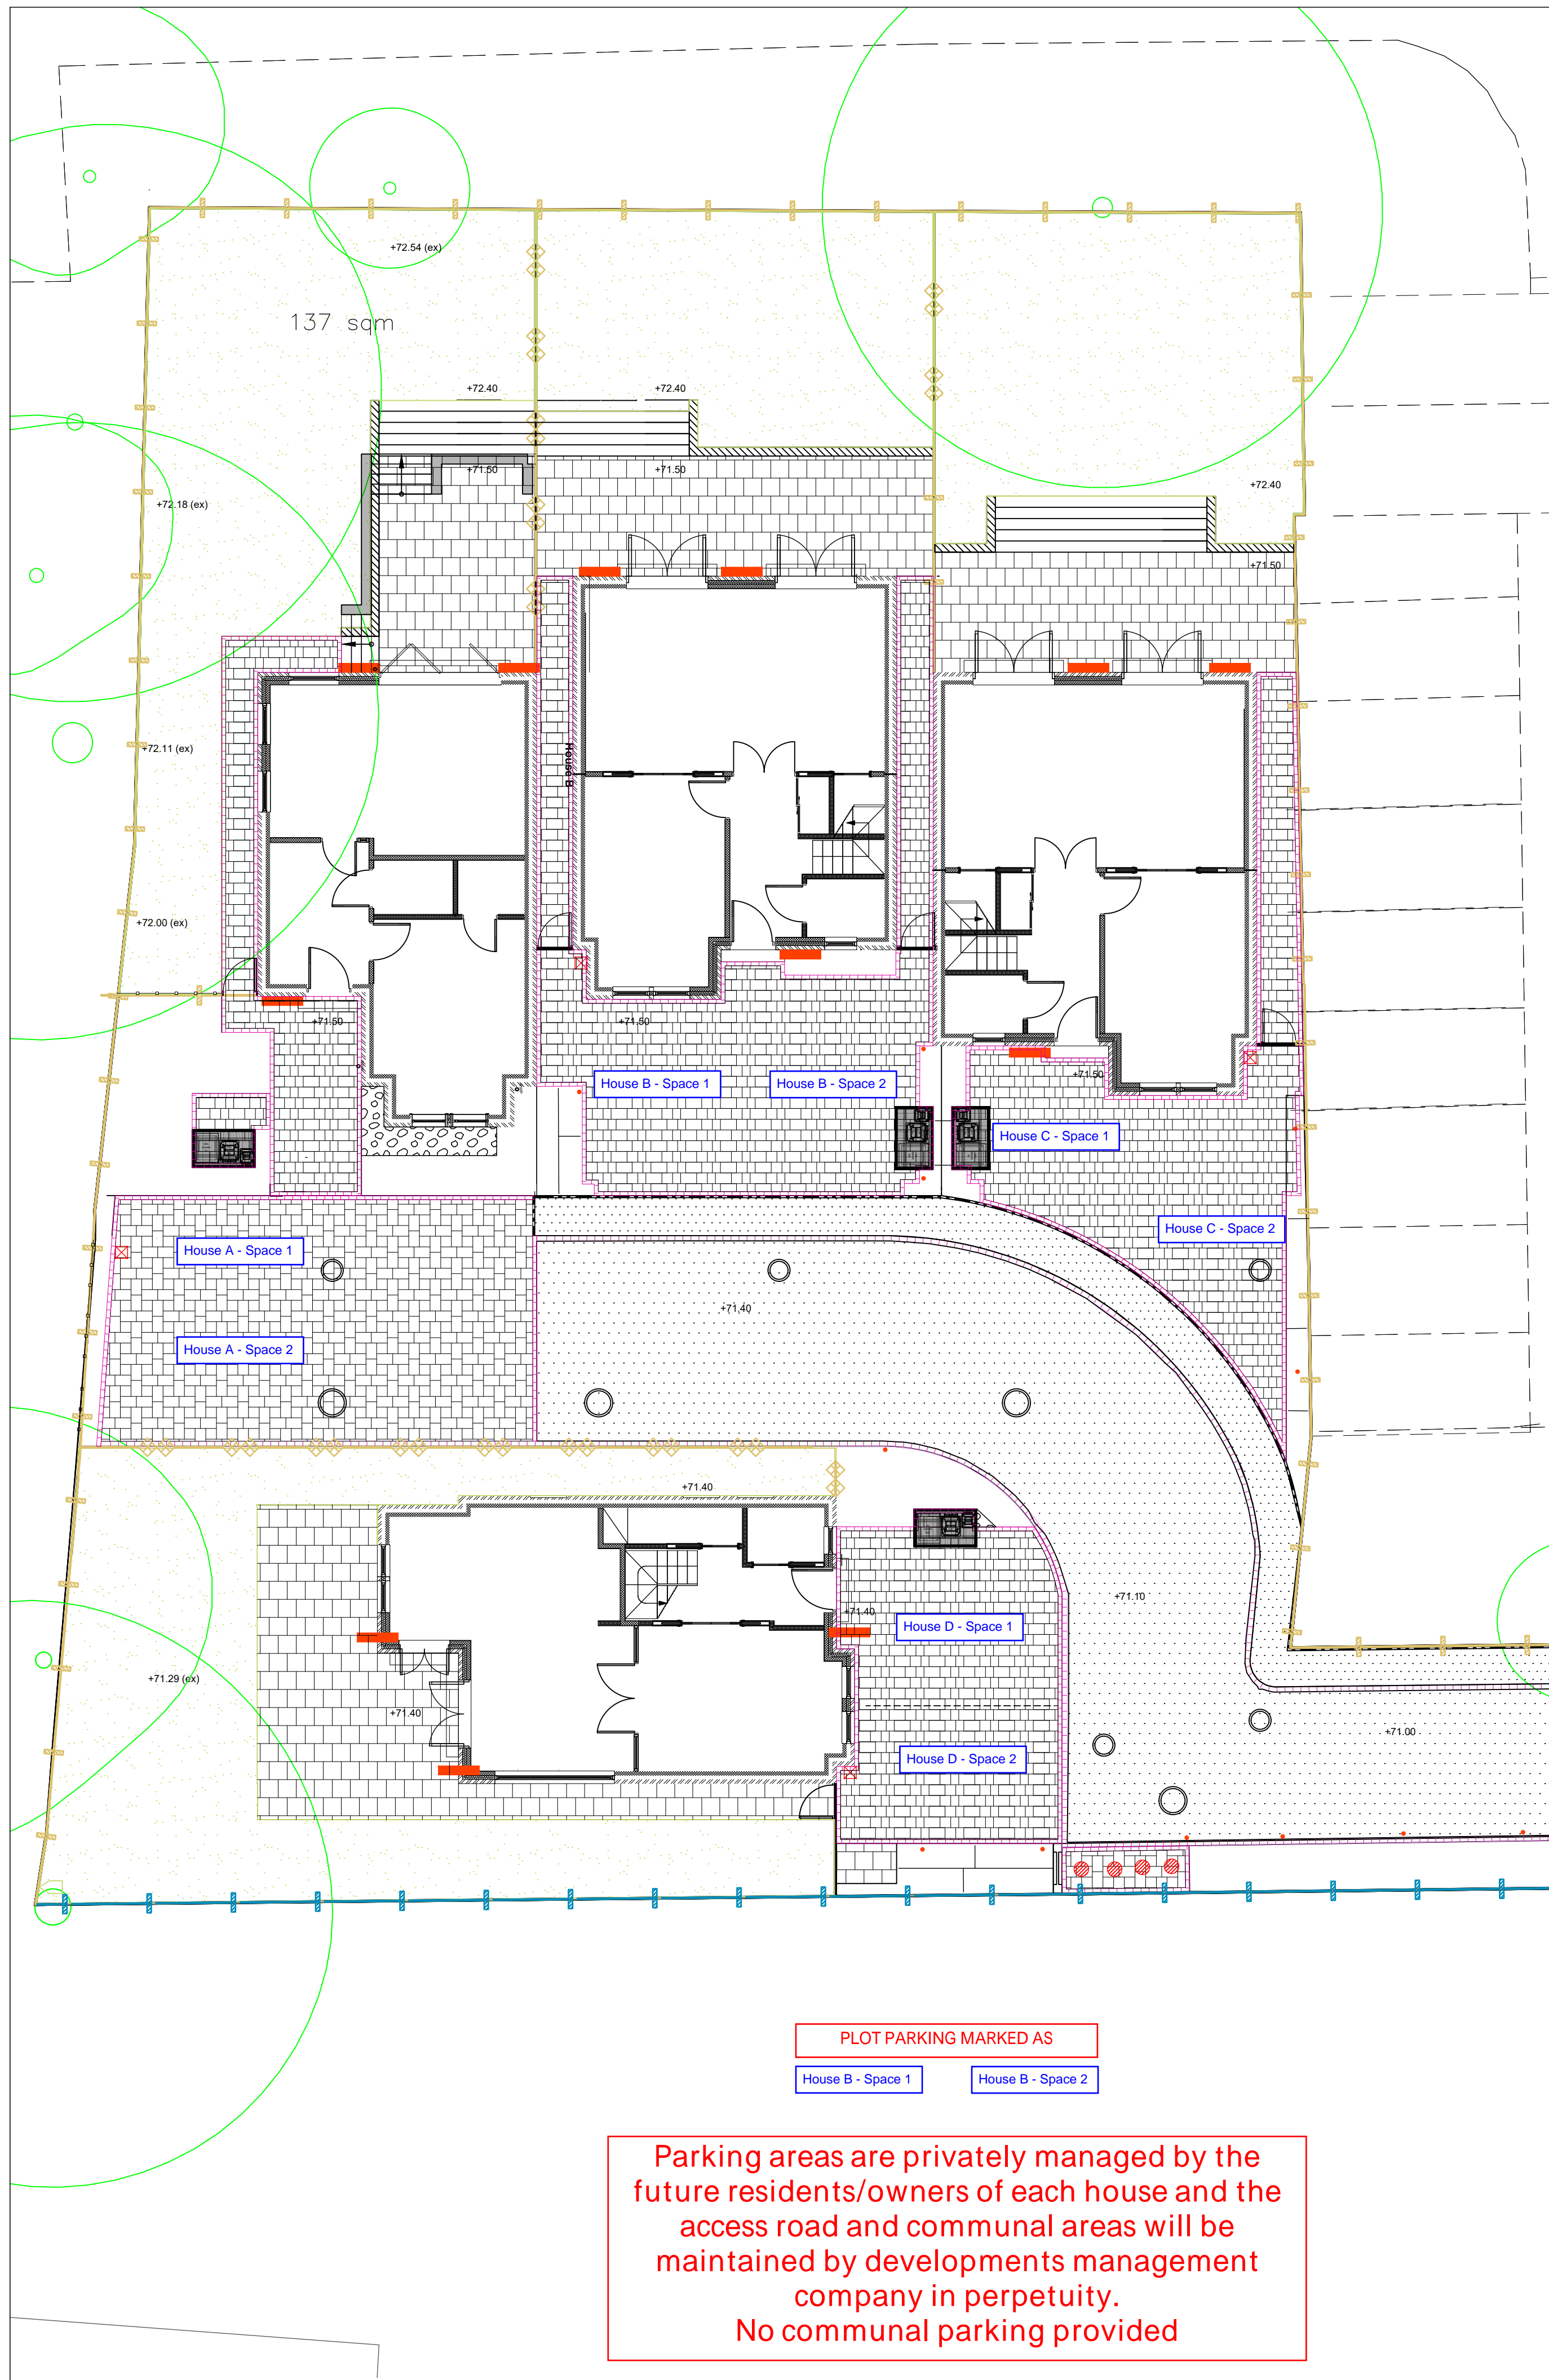 +72.54 (ex)
137 sqm
+72.40
+72.40
+71.50
+71.50
+72.40
+72.18 (ex)
+71.50
+72.11 (ex)
House B
+72.00 (ex)
+71.50
+71.50
+71.50
House B - Space 1
House B - Space 2
House C - Space 1
House C - Space 2
House A - Space 1
+71.40
House A - Space 2
+71.40
+71.10
+71.40
House D - Space 1
+71.29 (ex)
+71.40
+71.00
House D - Space 2
PLOT PARKING MARKED AS
House B - Space 1
House B - Space 2
Parking areas are privately managed by the
future residents/owners of each house and the
access road and communal areas will be
maintained by developments management
company in perpetuity.
No communal parking provided